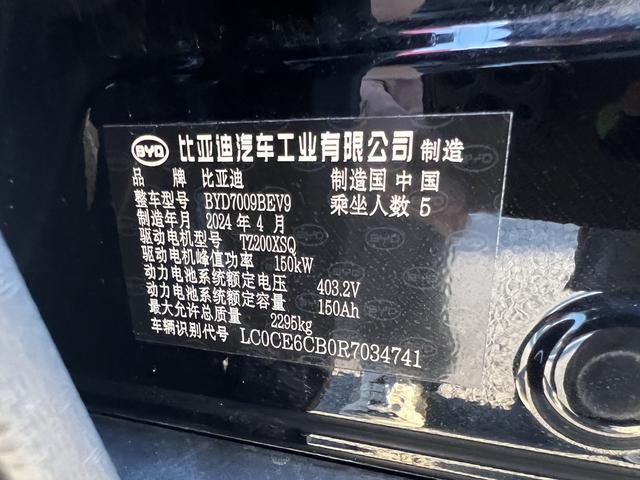 BYD 比亚迪汽车工业有限公司 制造
品牌 比亚迪 制造国 中国
整车型号 BYD7009BEV9 乘坐人数 5
制造年月 2024 年 4 月
驱动电机型号 TZ200XSQ
驱动电机峰值功率 150kW
动力电池系统额定电压 403.2V
动力电池系统额定容量 150Ah
最大允许总质量 2295kg
车辆识别代号 LC0CE6CB0R7034741